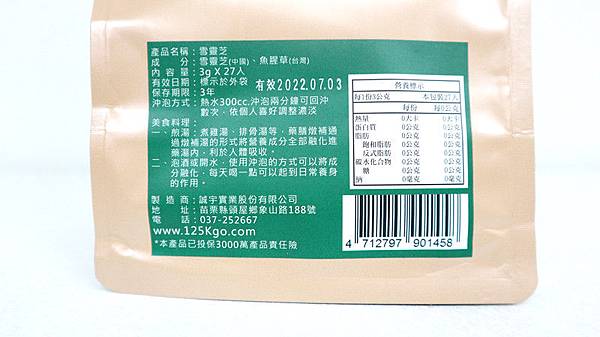 產品名稱：雪靈芝
成　　分：雪靈芝(中國)、魚腥草(台灣)
內 容 量：3g X 27入
有效日期：標示於外袋
有效2022.07.03
保存期限：3年
沖泡方式：熱水300cc,沖泡兩分鐘可回沖
數次，依個人喜好調整濃淡
美食料理：
一、煎湯：煮雞湯、排骨湯等，藥膳燉補通
過燉補湯的形式將營養成分全部融化進
藥湯內，利於人體吸收。
二、泡酒或開水，使用沖泡的方式可以將成
分融化，每天喝一點可以起到日常養身
的作用。
製 造 商：誠宇實業股份有限公司
地　　址：苗栗縣頭屋鄉象山路188號
電　　話：037-252667
www.125Kgo.com
*本產品已投保3000萬產品責任險
營養標示
每1份3公克 本包裝27入
每份 每0公克
熱量 0大卡 0大卡
蛋白質 0公克 0公克
脂肪 0公克 0公克
飽和脂肪 0公克 0公克
反式脂肪 0公克 0公克
碳水化合物 0公克 0公克
糖 0公克 0公克
鈉 0毫克 0毫克
4 712797 901458